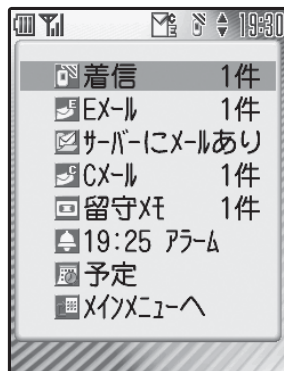 19:30
着信 1件
Eメール 1件
サーバーにメールあり
Cメール 1件
留守メモ 1件
19:25 アラーム
予定
メインメニューへ